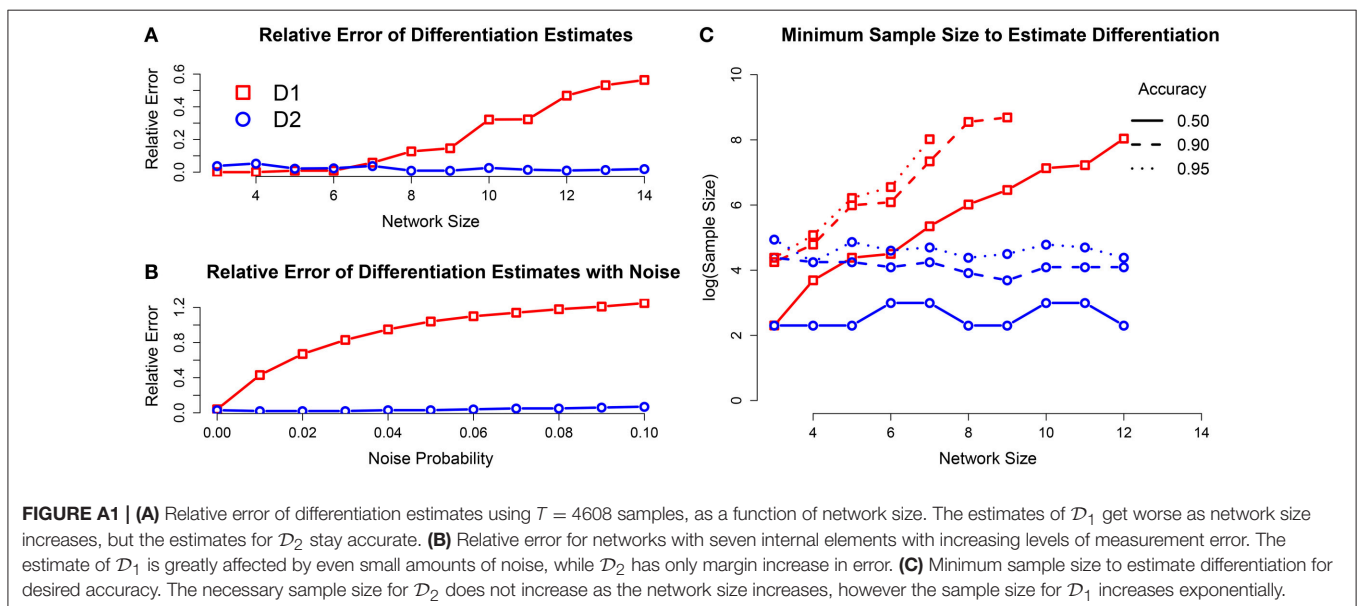 A Relative Error of Differentiation Estimates
Relative Error
0.0 0.2 0.4 0.6
D1
D2
4 6 8 10 12 14
Network Size
B Relative Error of Differentiation Estimates with Noise
Relative Error
0.0 0.4 0.8 1.2
0.00 0.02 0.04 0.06 0.08 0.10
Noise Probability
C Minimum Sample Size to Estimate Differentiation
log(Sample Size)
0 2 4 6 8 10
Accuracy
0.50
0.90
0.95
4 6 8 10 12 14
Network Size
FIGURE A1 | (A) Relative error of differentiation estimates using T = 4608 samples, as a function of network size. The estimates of 𝒟₁ get worse as network size
increases, but the estimates for 𝒟₂ stay accurate. (B) Relative error for networks with seven internal elements with increasing levels of measurement error. The
estimate of 𝒟₁ is greatly affected by even small amounts of noise, while 𝒟₂ has only margin increase in error. (C) Minimum sample size to estimate differentiation for
desired accuracy. The necessary sample size for 𝒟₂ does not increase as the network size increases, however the sample size for 𝒟₁ increases exponentially.